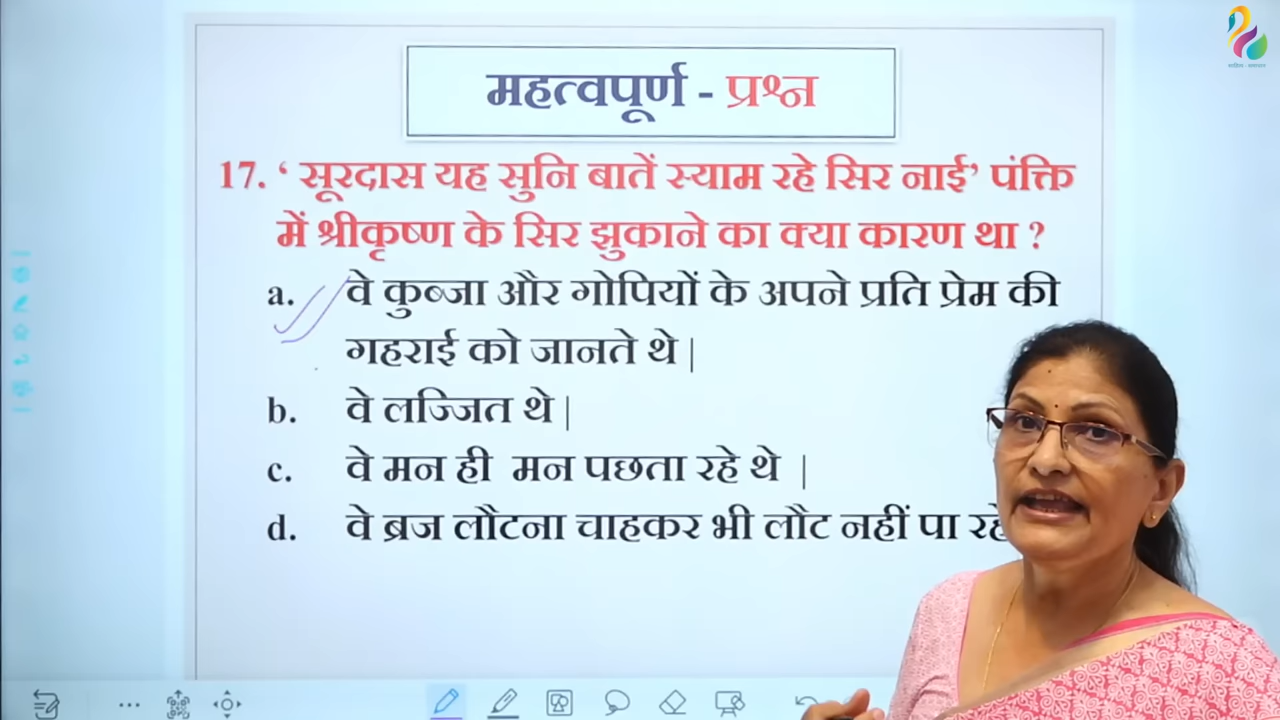 महत्वपूर्ण - प्रश्न
17. ‘ सूरदास यह सुनि बातें स्याम रहे सिर नाई’ पंक्ति
में श्रीकृष्ण के सिर झुकाने का क्या कारण था ?
a. वे कुब्जा और गोपियों के अपने प्रति प्रेम की
गहराई को जानते थे |
b. वे लज्जित थे |
c. वे मन ही मन पछता रहे थे |
d. वे ब्रज लौटना चाहकर भी लौट नहीं पा रहे